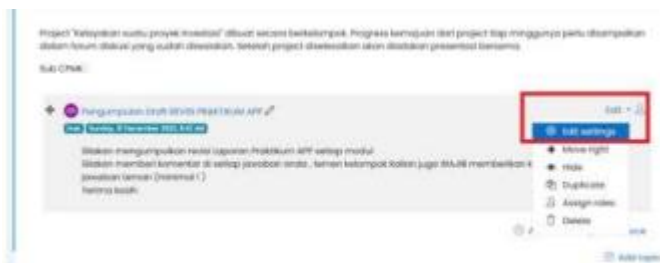 Project "Kelayakan suatu proyek investasi" dibuat secara berkelompok. Progress kemajuan dari project tiap minggunya perlu disampaikan
dalam forum diskusi yang sudah disediakan. Setelah project diselesaikan akan diadakan presentasi bersama.
Sub CPMK :
Pengumpulan Draft REVISI PRAKTIKUM APP
Edit
Silakan mengumpulkan revisi Laporan Praktikum APP setiap modul
Silakan memberi komentar di setiap jawaban anda, temen kelompok kalian juga WAJIB memberikan
jawaban teman (minimal 1 )
Terima kasih
Edit settings
Move right
Hide
Duplicate
Assign roles
Delete
Add topic